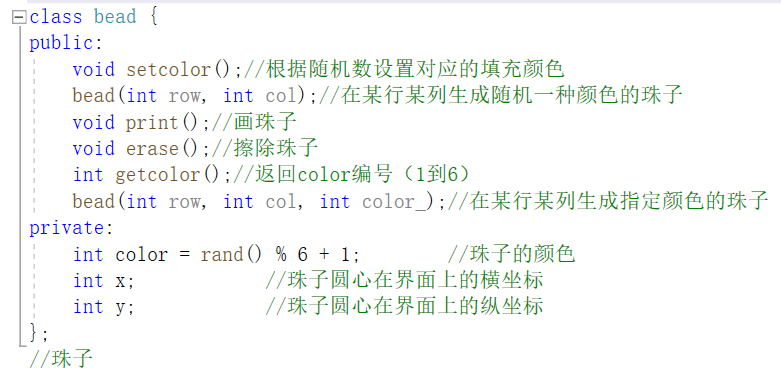 class bead {
public:
    void setcolor();//根据随机数设置对应的填充颜色
    bead(int row, int col);//在某行某列生成随机一种颜色的珠子
    void print();//画珠子
    void erase();//擦除珠子
    int getcolor();//返回color编号（1到6）
    bead(int row, int col, int color_);//在某行某列生成指定颜色的珠子
private:
    int color = rand() % 6 + 1;        //珠子的颜色
    int x;            //珠子圆心在界面上的横坐标
    int y;            //珠子圆心在界面上的纵坐标
};
//珠子